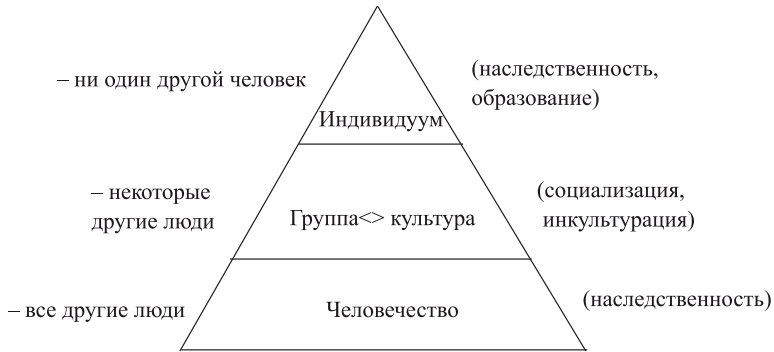 – ни один другой человек
(наследственность,
образование)
Индивидуум
– некоторые
другие люди
Группа<> культура
(социализация,
инкультурация)
– все другие люди
Человечество
(наследственность)